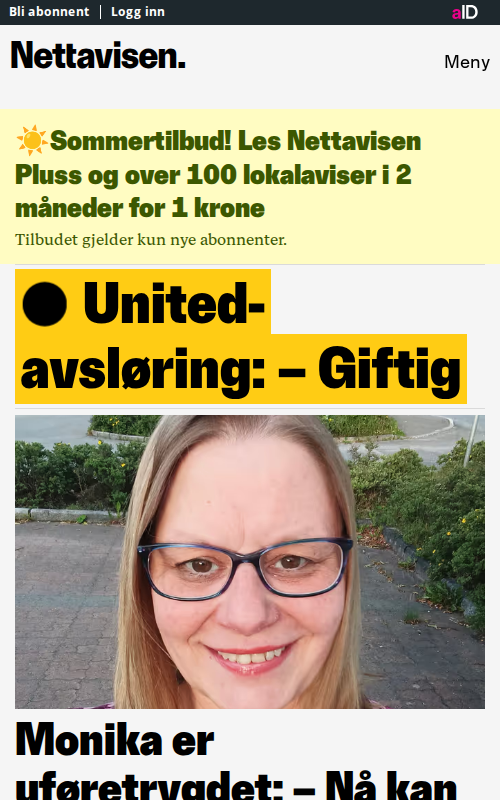 Bli abonnent Logg inn
aID
Nettavisen.
Meny
☀️Sommertilbud! Les Nettavisen
Pluss og over 100 lokalaviser i 2
måneder for 1 krone
Tilbudet gjelder kun nye abonnenter.
⚫ United-
avsløring: – Giftig
Monika er
uføretrygdet: – Nå kan